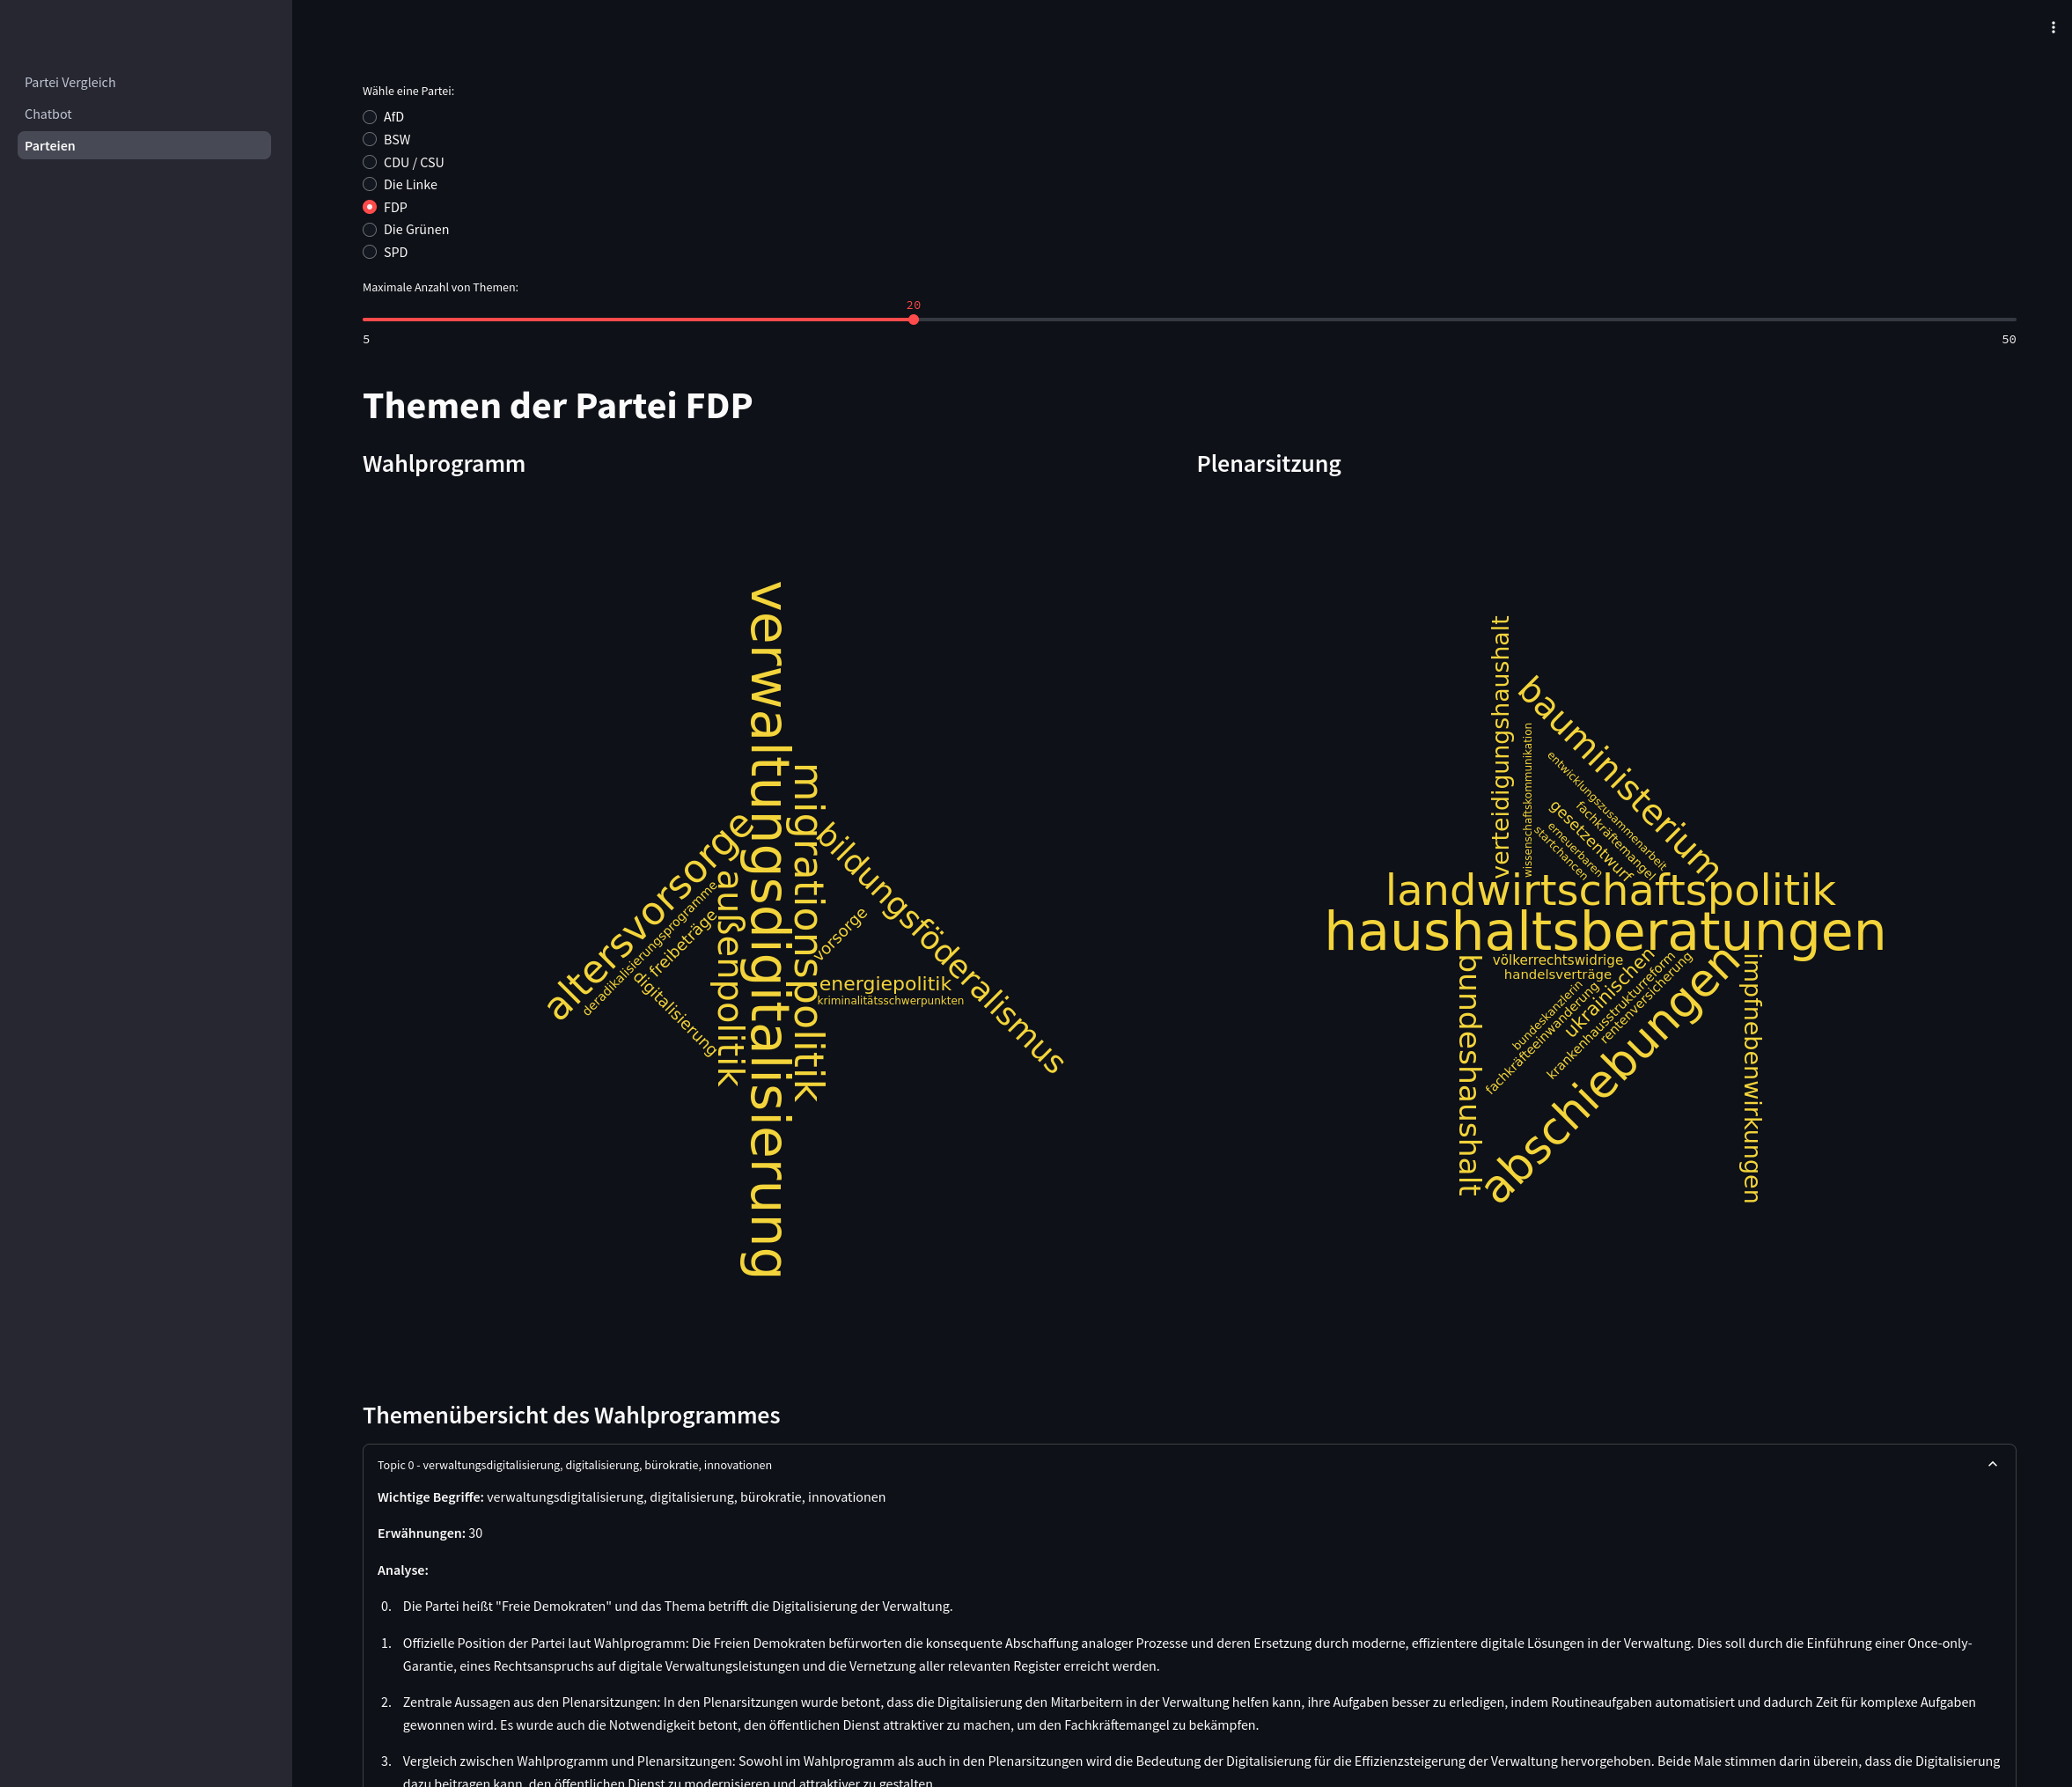 Partei Vergleich
Chatbot
Parteien
Wähle eine Partei:
AfD
BSW
CDU / CSU
Die Linke
FDP
Die Grünen
SPD
Maximale Anzahl von Themen:
20
5
50
Themen der Partei FDP
Wahlprogramm
verwaltungsdigitalisierung
migrationspolitik
bildungsföderalismus
altersvorsorge
außenpolitik
deradikalisierungsprogramme
freibeträge
digitalisierung
vorsorge
energiepolitik
kriminalitätsschwerpunkten
Plenarsitzung
verteidigungshaushalt
bauministerium
wissenschaftskommunikation
entwicklungszusammenarbeit
fachkräftemangel
gesetzentwurf
erneuerbaren
startchancen
landwirtschaftspolitik
haushaltsberatungen
völkerrechtswidrige
handelsverträge
bundeshaushalt
bundeskanzlerin
fachkräfteeinwanderung
ukrainischen
krankenhausstrukturreform
rentenversicherung
abschiebungen
impfnebenwirkungen
Themenübersicht des Wahlprogrammes
Topic 0 - verwaltungsdigitalisierung, digitalisierung, bürokratie, innovationen
Wichtige Begriffe: verwaltungsdigitalisierung, digitalisierung, bürokratie, innovationen
Erwähnungen: 30
Analyse:
0. Die Partei heißt "Freie Demokraten" und das Thema betrifft die Digitalisierung der Verwaltung.
1. Offizielle Position der Partei laut Wahlprogramm: Die Freien Demokraten befürworten die konsequente Abschaffung analoger Prozesse und deren Ersetzung durch moderne, effizientere digitale Lösungen in der Verwaltung. Dies soll durch die Einführung einer Once-only-
Garantie, eines Rechtsanspruchs auf digitale Verwaltungsleistungen und die Vernetzung aller relevanten Register erreicht werden.
2. Zentrale Aussagen aus den Plenarsitzungen: In den Plenarsitzungen wurde betont, dass die Digitalisierung den Mitarbeitern in der Verwaltung helfen kann, ihre Aufgaben besser zu erledigen, indem Routineaufgaben automatisiert und dadurch Zeit für komplexe Aufgaben
gewonnen wird. Es wurde auch die Notwendigkeit betont, den öffentlichen Dienst attraktiver zu machen, um den Fachkräftemangel zu bekämpfen.
3. Vergleich zwischen Wahlprogramm und Plenarsitzungen: Sowohl im Wahlprogramm als auch in den Plenarsitzungen wird die Bedeutung der Digitalisierung für die Effizienzsteigerung der Verwaltung hervorgehoben. Beide Male stimmen darin überein, dass die Digitalisierung
dazu beitragen kann, den öffentlichen Dienst zu modernisieren und attraktiver zu gestalten.